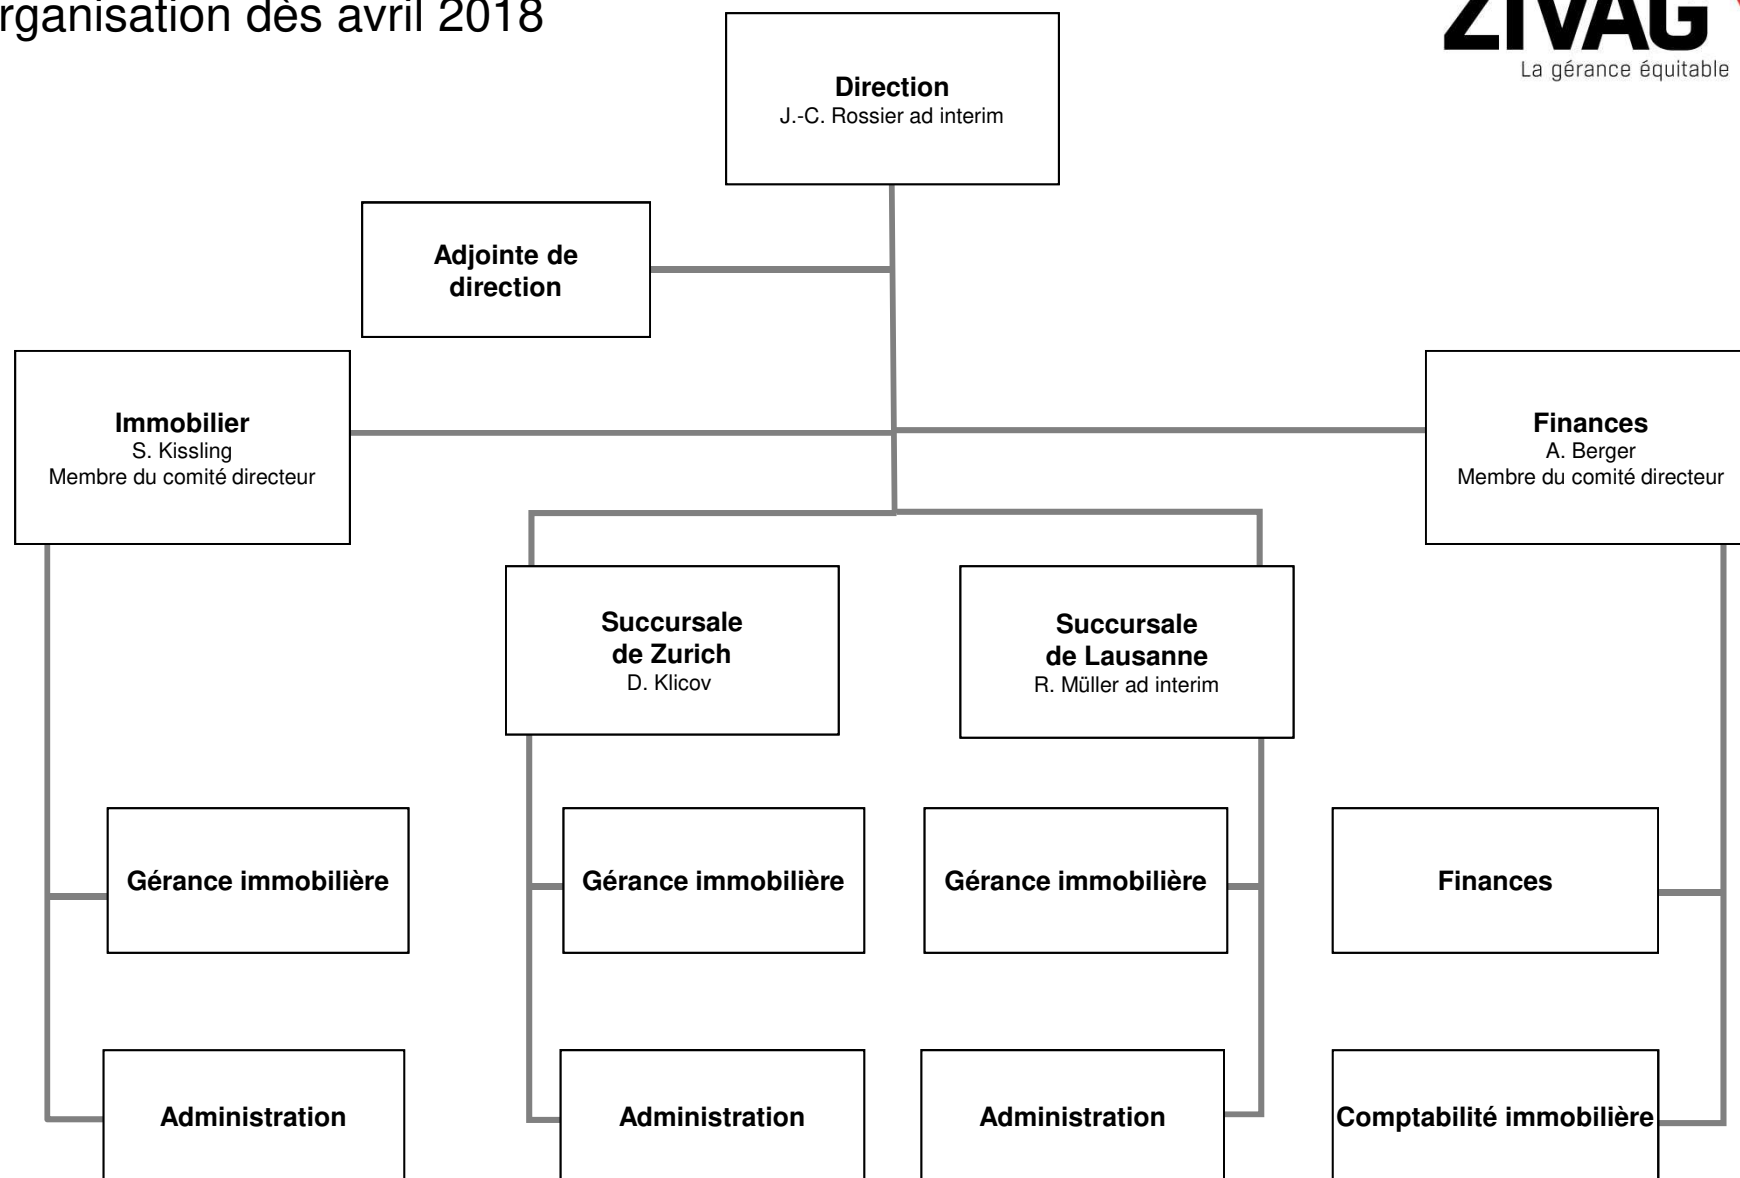 rganisation dès avril 2018
ZIVAG
La gérance équitable
Direction
J.-C. Rossier ad interim
Adjointe de
direction
Immobilier
S. Kissling
Membre du comité directeur
Finances
A. Berger
Membre du comité directeur
Succursale
de Zurich
D. Klicov
Succursale
de Lausanne
R. Müller ad interim
Gérance immobilière
Gérance immobilière
Gérance immobilière
Finances
Administration
Administration
Administration
Comptabilité immobilière